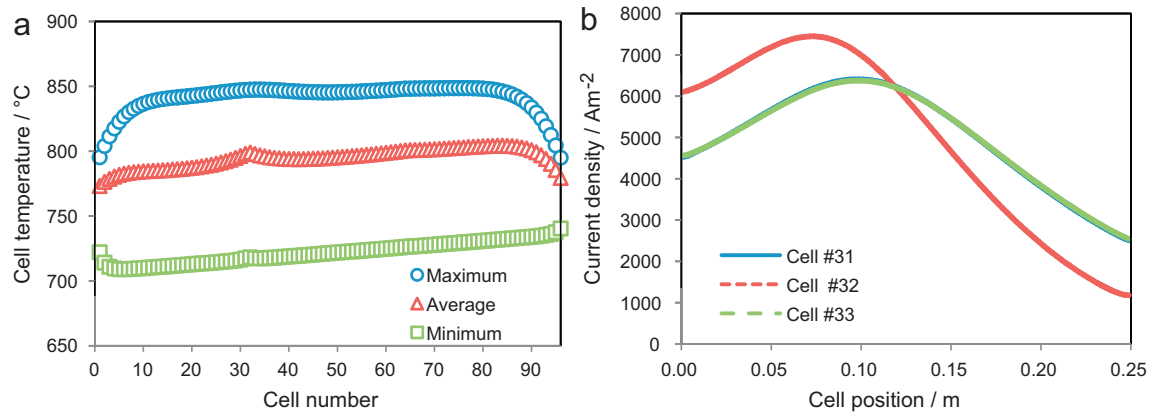 a
900
850
800
750
700
650
Cell temperature / °C
0 10 20 30 40 50 60 70 80 90
Cell number
Maximum
Average
Minimum
b
8000
7000
6000
5000
4000
3000
2000
1000
0
Current density / Am⁻²
0.00 0.05 0.10 0.15 0.20 0.25
Cell position / m
Cell #31
Cell #32
Cell #33